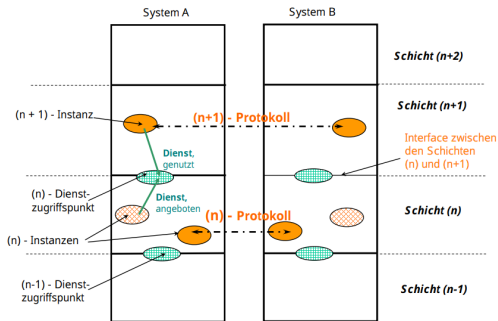 System A
System B
Schicht (n+2)
(n + 1) - Instanz
(n+1) - Protokoll
Schicht (n+1)
Dienst,
genutzt
Interface zwischen
den Schichten
(n) und (n+1)
(n) - Dienst-
zugriffspunkt
Dienst,
angeboten
(n) - Protokoll
Schicht (n)
(n) - Instanzen
(n-1) - Dienst-
zugriffspunkt
Schicht (n-1)